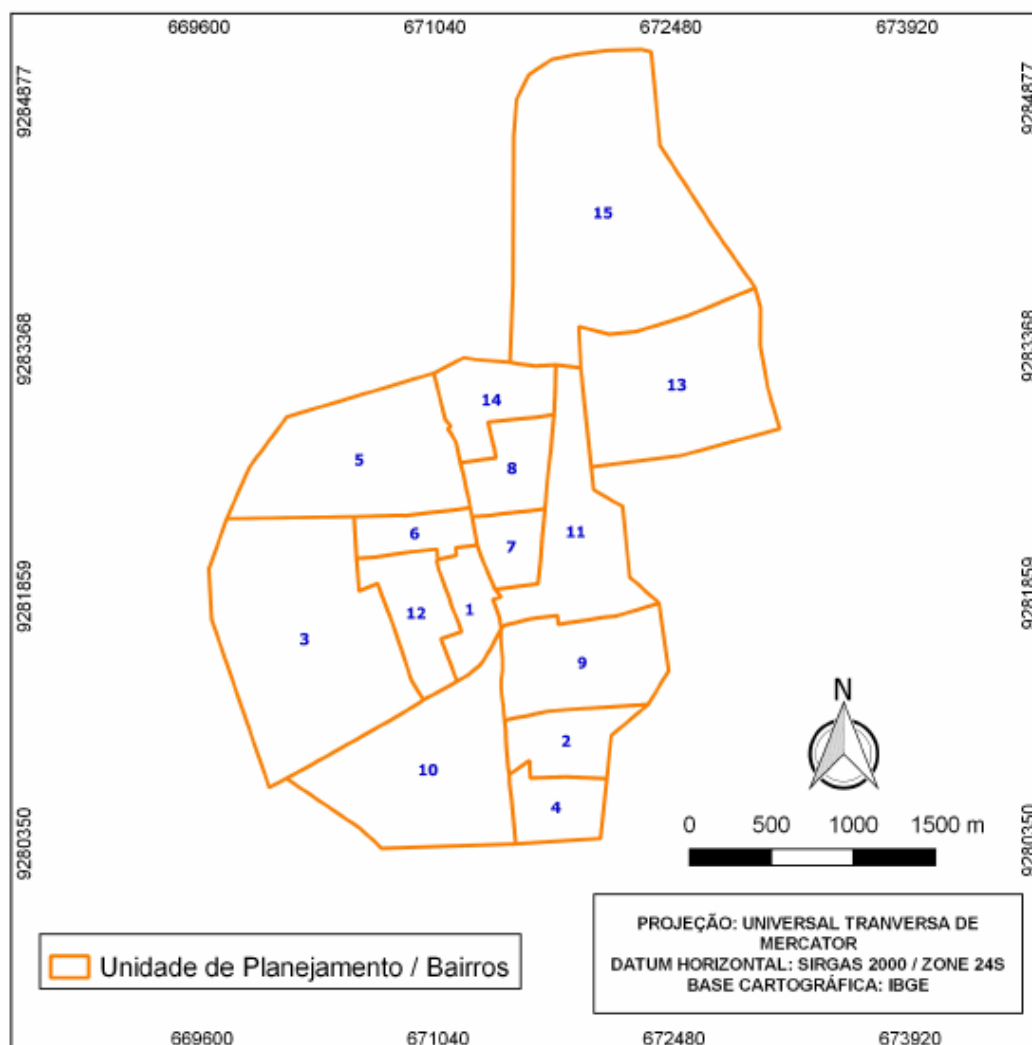 669600 671040 672480 673920
9284877 9284877
15
9283368 9283368
13
14
5
8
6
11
7
9281859 9281859
12
1
3
9
N
2
10
4
0 500 1000 1500 m
9280350 9280350
PROJEÇÃO: UNIVERSAL TRANVERSA DE
MERCATOR
DATUM HORIZONTAL: SIRGAS 2000 / ZONE 24S
BASE CARTOGRÁFICA: IBGE
Unidade de Planejamento / Bairros
669600 671040 672480 673920